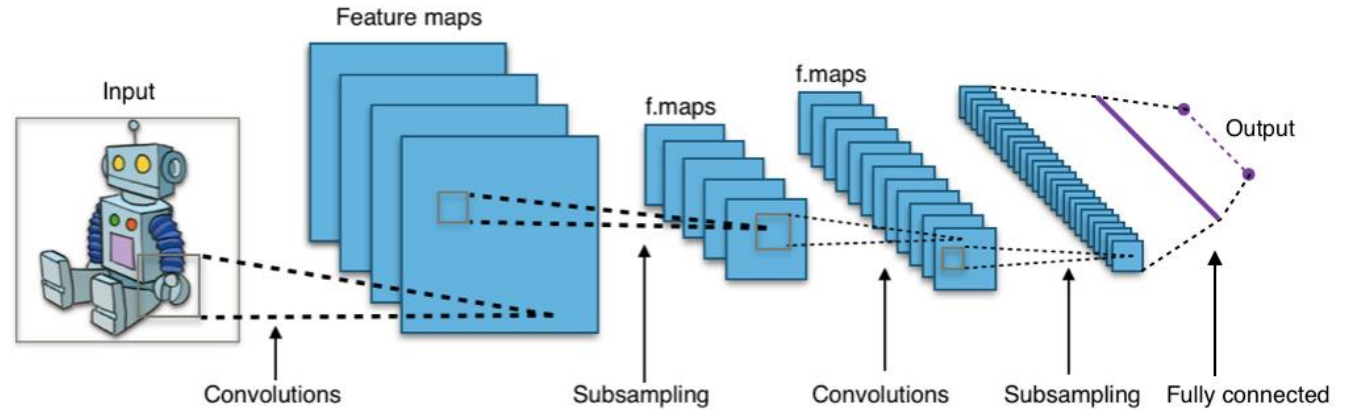 Feature maps
f.maps
Input
f.maps
Output
Convolutions
Subsampling
Convolutions
Subsampling
Fully connected